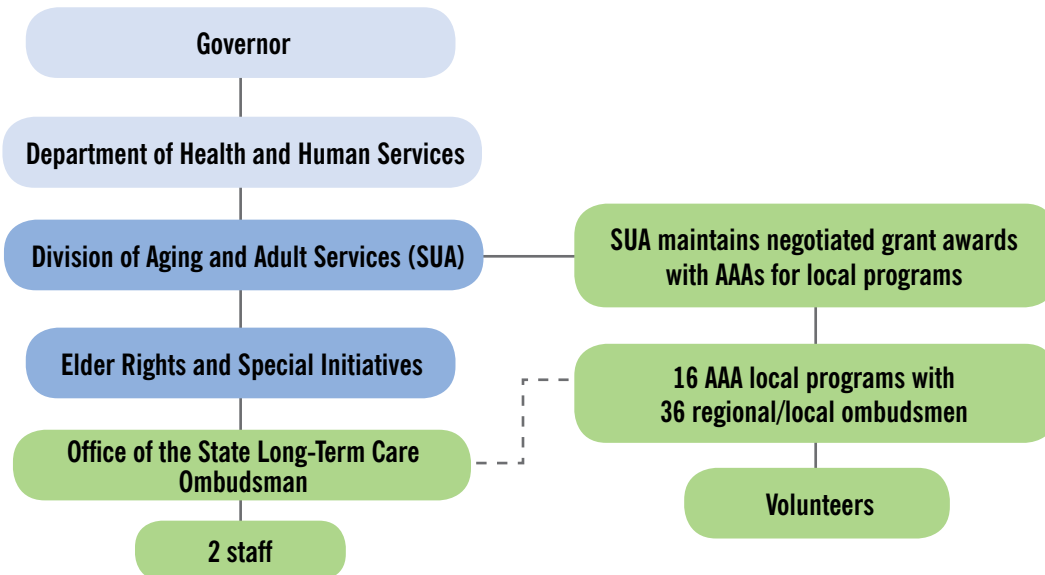 Governor
Department of Health and Human Services
Division of Aging and Adult Services (SUA)
Elder Rights and Special Initiatives
Office of the State Long-Term Care
Ombudsman
2 staff
SUA maintains negotiated grant awards
with AAAs for local programs
16 AAA local programs with
36 regional/local ombudsmen
Volunteers